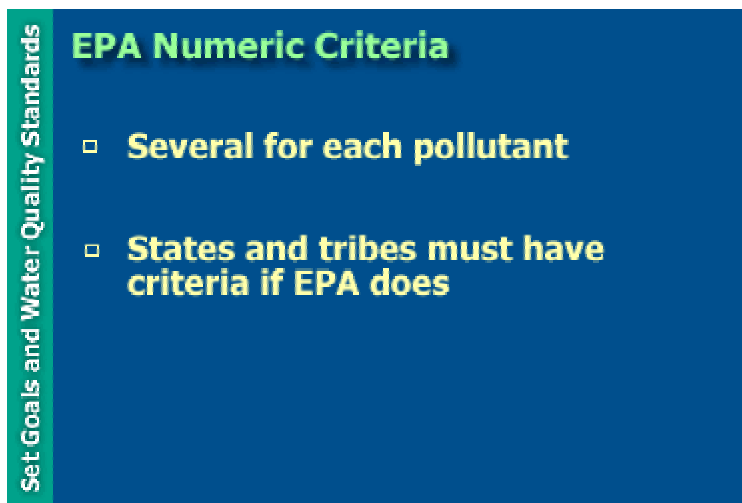 Set Goals and Water Quality Standards
EPA Numeric Criteria
Several for each pollutant
States and tribes must have
criteria if EPA does